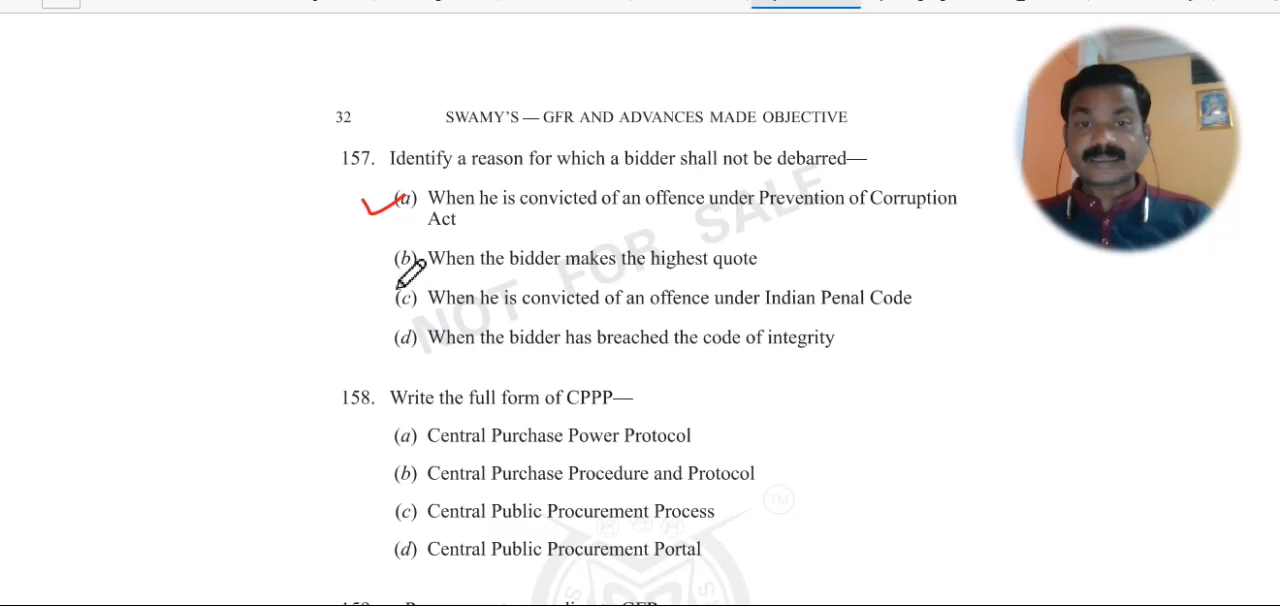 32 SWAMY'S — GFR AND ADVANCES MADE OBJECTIVE
157. Identify a reason for which a bidder shall not be debarred—
(a) When he is convicted of an offence under Prevention of Corruption
Act
(b) When the bidder makes the highest quote
(c) When he is convicted of an offence under Indian Penal Code
(d) When the bidder has breached the code of integrity
NOT FOR SALE
158. Write the full form of CPPP—
(a) Central Purchase Power Protocol
(b) Central Purchase Procedure and Protocol
(c) Central Public Procurement Process
(d) Central Public Procurement Portal
TM